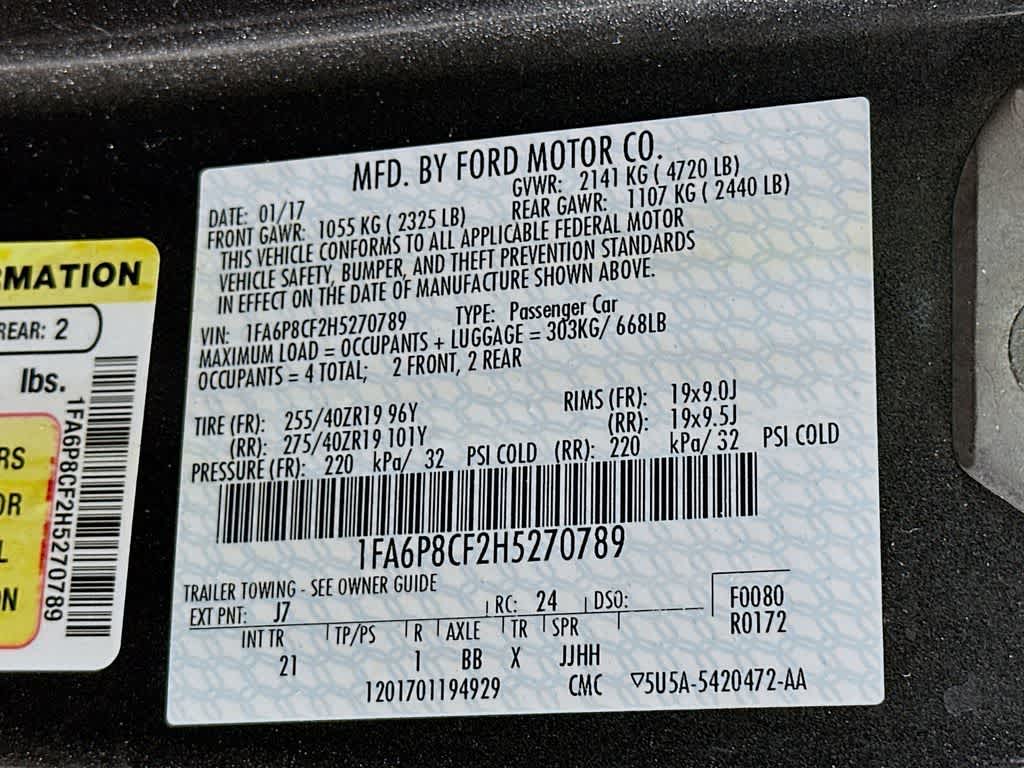 MFD. BY FORD MOTOR CO.
DATE: 01/17 GVWR: 2141 KG ( 4720 LB)
FRONT GAWR: 1055 KG ( 2325 LB) REAR GAWR: 1107 KG ( 2440 LB)
THIS VEHICLE CONFORMS TO ALL APPLICABLE FEDERAL MOTOR
VEHICLE SAFETY, BUMPER, AND THEFT PREVENTION STANDARDS
IN EFFECT ON THE DATE OF MANUFACTURE SHOWN ABOVE.
VIN: 1FA6P8CF2H5270789 TYPE: Passenger Car
MAXIMUM LOAD = OCCUPANTS + LUGGAGE = 303KG/ 668LB
OCCUPANTS = 4 TOTAL; 2 FRONT, 2 REAR
TIRE (FR): 255/40ZR19 96Y RIMS (FR): 19x9.0J
(RR): 275/40ZR19 101Y (RR): 19x9.5J
PRESSURE (FR): 220 kPa/ 32 PSI COLD (RR): 220 kPa/ 32 PSI COLD
1FA6P8CF2H5270789
TRAILER TOWING - SEE OWNER GUIDE
EXT PNT: J7 RC: 24 DSO: F0080
INT TR TP/PS R AXLE TR SPR R0172
21 1 BB X JJHH
1201701194929 CMC ▽5U5A-5420472-AA
RMATION
REAR: 2
lbs.
1FA6P8CF2H5270789
RS
OR
L
ON